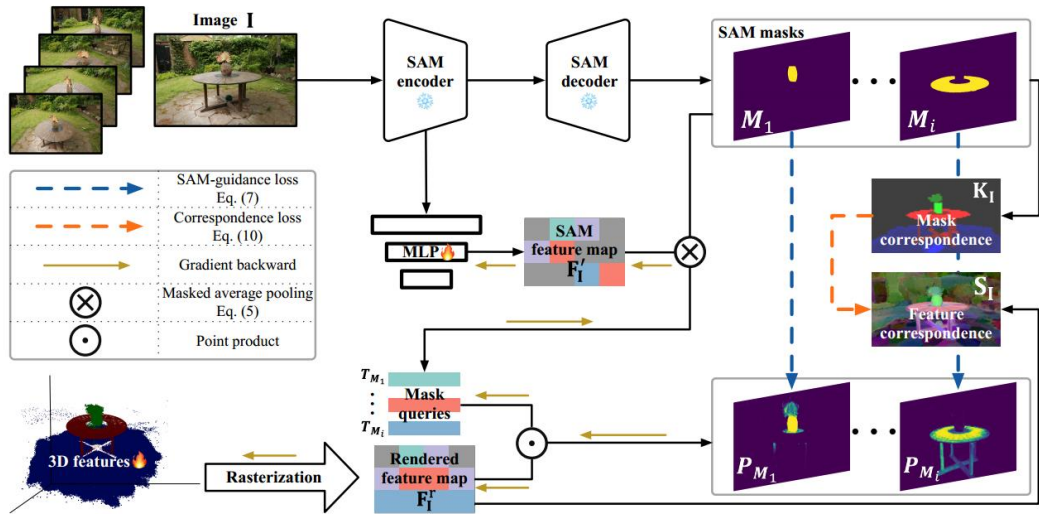 Image I
SAM
encoder
SAM
decoder
SAM masks
M₁
Mᵢ
SAM-guidance loss
Eq. (7)
Correspondence loss
Eq. (10)
Gradient backward
Masked average pooling
Eq. (5)
Point product
MLP
SAM
feature map
F′_I
K_I
Mask
correspondence
S_I
Feature
correspondence
T_M₁
Mask
queries
T_Mᵢ
3D features
Rasterization
Rendered
feature map
F^r_I
P_M₁
P_Mᵢ